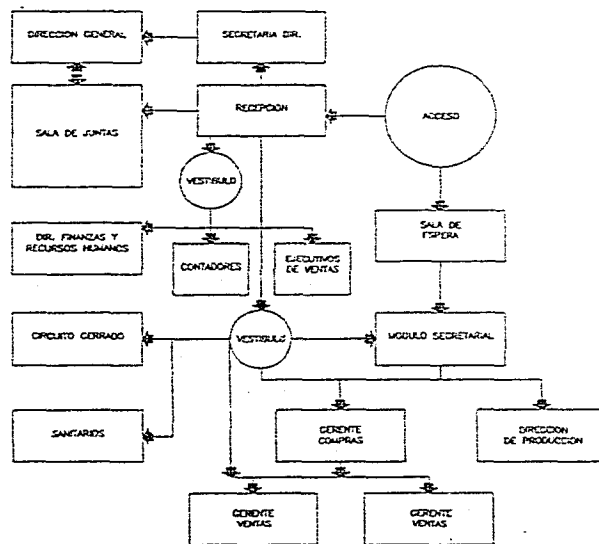 DIRECCION GENERAL
SECRETARIA DIR.
SALA DE JUNTAS
RECEPCION
ACCESO
VESTIBULO
DIR. FINANZAS Y
RECURSOS HUMANOS
CONTADORES
EJECUTIVOS
DE VENTAS
SALA DE
ESPERA
CIRCUITO CERRADO
VESTIBULO
MODULO SECRETARIAL
SANITARIOS
GERENTE
COMPRAS
DIRECCION
DE PRODUCCION
GERENTE
VENTAS
GERENTE
VENTAS